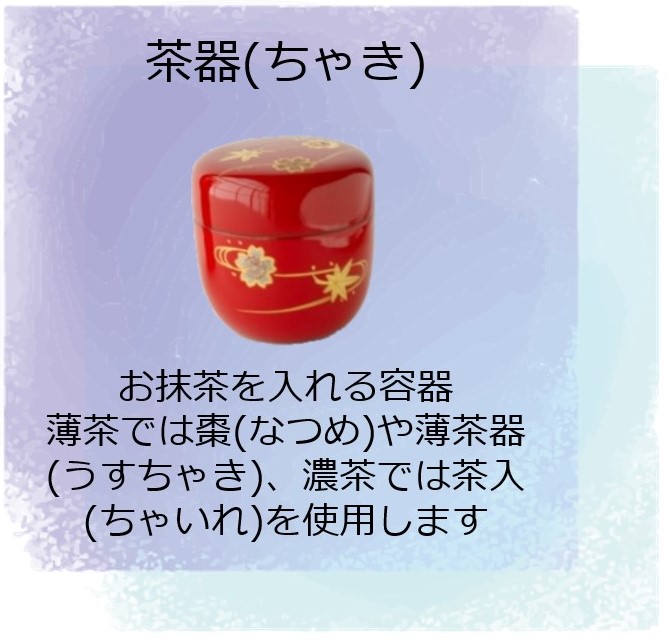 茶器(ちゃき)
お抹茶を入れる容器
薄茶では棗(なつめ)や薄茶器
(うすちゃき)、濃茶では茶入
(ちゃいれ)を使用します